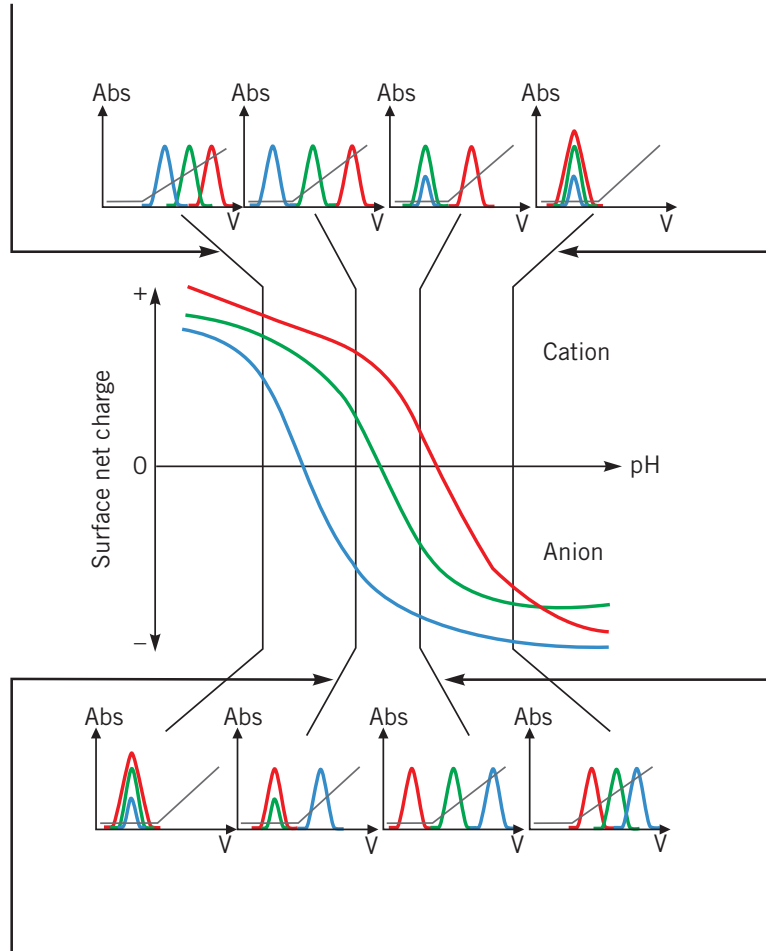 Abs Abs Abs Abs
V V V V
+
Cation
Surface net charge
0
pH
Anion
–
Abs Abs Abs Abs
V V V V